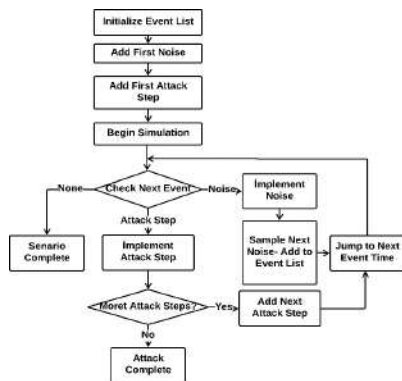 Initialize Event List
Add First Noise
Add First Attack
Step
Begin Simulation
None
Check Next Event
Noise
Implement
Noise
Attack Step
Senario
Complete
Implement
Attack Step
Sample Next
Noise- Add to
Event List
Jump to Next
Event Time
Moret Attack Steps?
Yes
Add Next
Attack Step
No
Attack
Complete